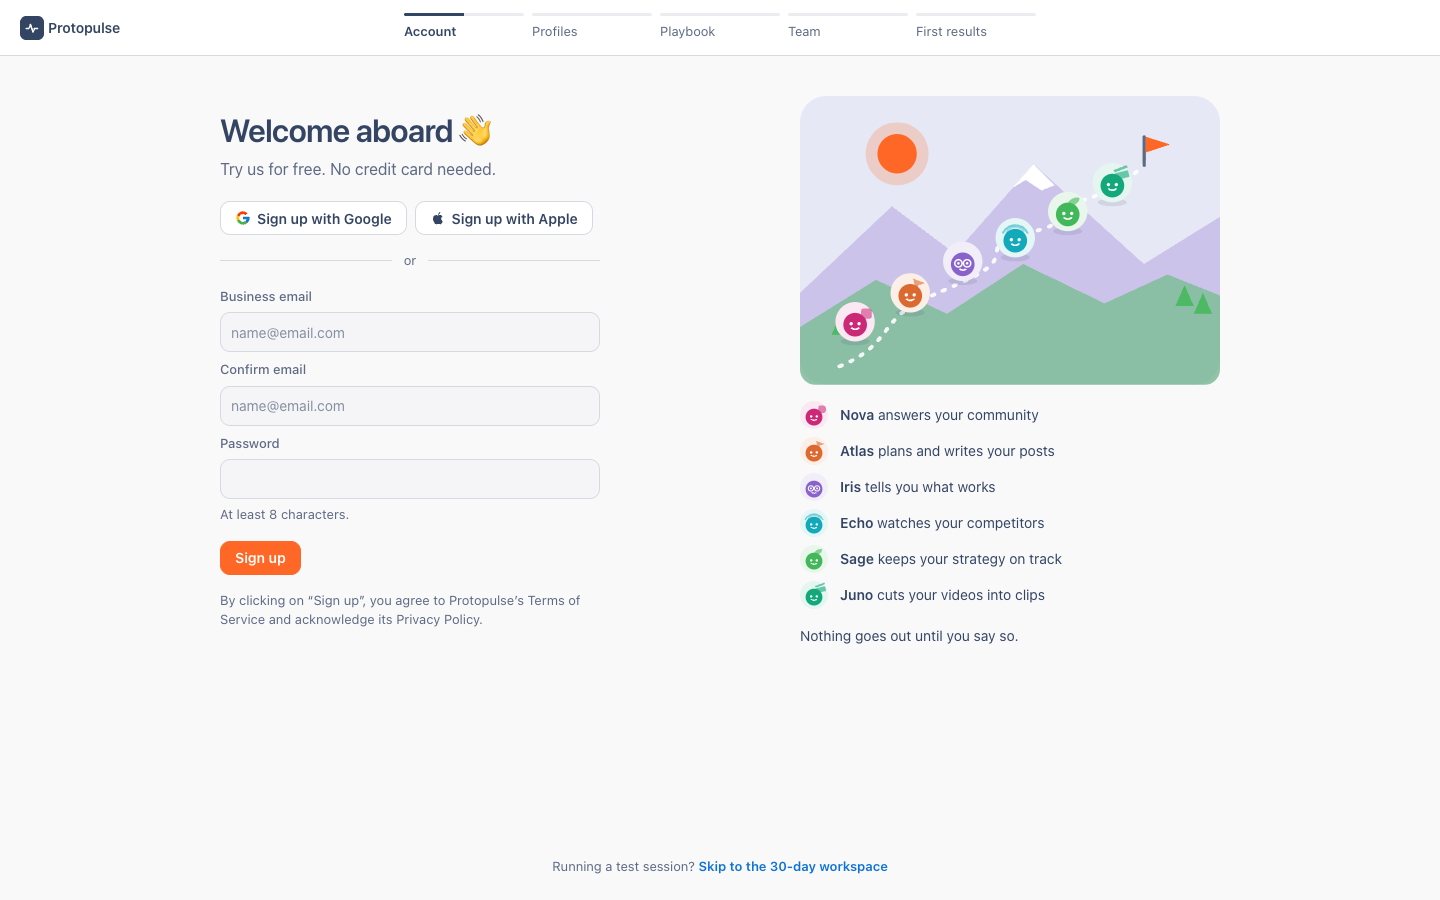 Protopulse
Account
Profiles
Playbook
Team
First results
Welcome aboard 👋
Try us for free. No credit card needed.
Sign up with Google
Sign up with Apple
or
Business email
name@email.com
Confirm email
name@email.com
Password
At least 8 characters.
Sign up
By clicking on “Sign up”, you agree to Protopulse’s Terms of
Service and acknowledge its Privacy Policy.
Nova answers your community
Atlas plans and writes your posts
Iris tells you what works
Echo watches your competitors
Sage keeps your strategy on track
Juno cuts your videos into clips
Nothing goes out until you say so.
Running a test session? Skip to the 30-day workspace